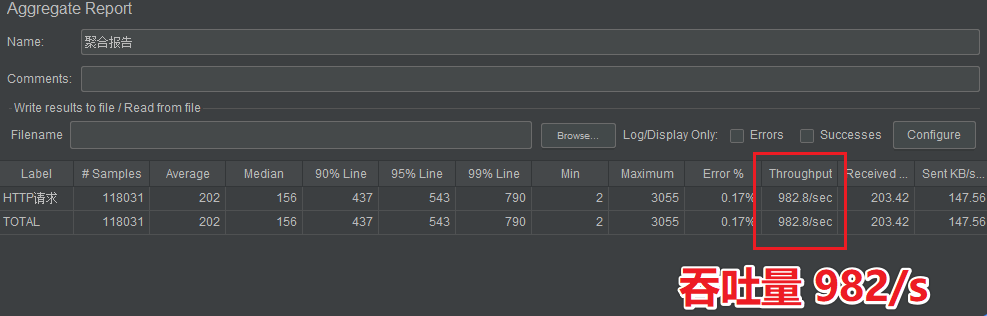 Aggregate Report
Name: 聚合报告
Comments:
Write results to file / Read from file
Filename Browse... Log/Display Only: Errors Successes Configure
Label # Samples Average Median 90% Line 95% Line 99% Line Min Maximum Error % Throughput Received ... Sent KB/s...
HTTP请求 118031 202 156 437 543 790 2 3055 0.17% 982.8/sec 203.42 147.56
TOTAL 118031 202 156 437 543 790 2 3055 0.17% 982.8/sec 203.42 147.56
吞吐量 982/s